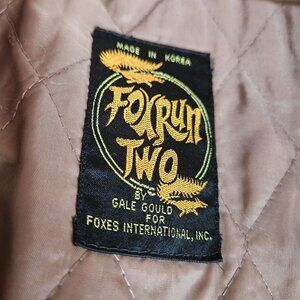 MADE IN KOREA
FOXRUN
TWO
BY
GALE GOULD
FOR
FOXES INTERNATIONAL, INC.